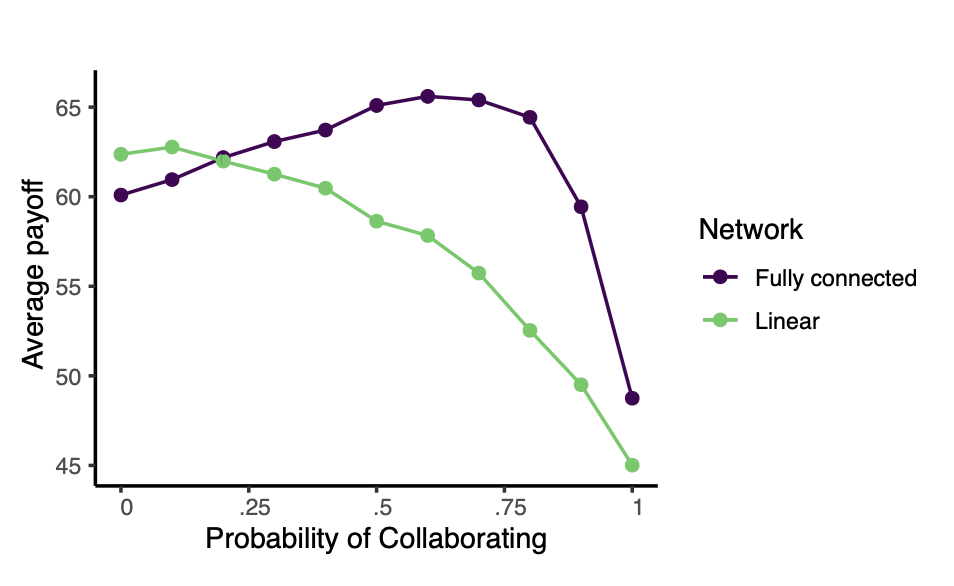 65
60
55
50
45
Average payoff
0 .25 .5 .75 1
Probability of Collaborating
Network
Fully connected
Linear